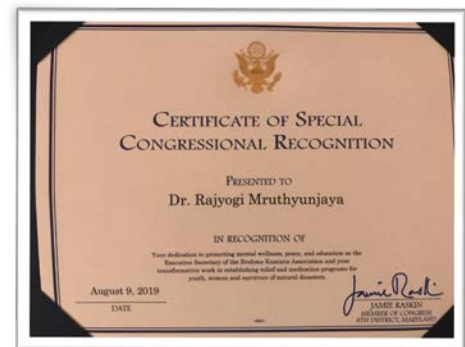 CERTIFICATE OF SPECIAL
CONGRESSIONAL RECOGNITION
PRESENTED TO
Dr. Rajyogi Mruthyunjaya
IN RECOGNITION OF
Your dedication to promoting mental wellness, peace, and education as the
Executive Secretary of the Brahma Kumaris Association and your
transformative work in establishing relief and medication programs for
youth, women and survivors of natural disasters.
August 9, 2019
DATE
Jamie Raskin
JAMIE RASKIN
MEMBER OF CONGRESS
8TH DISTRICT, MARYLAND